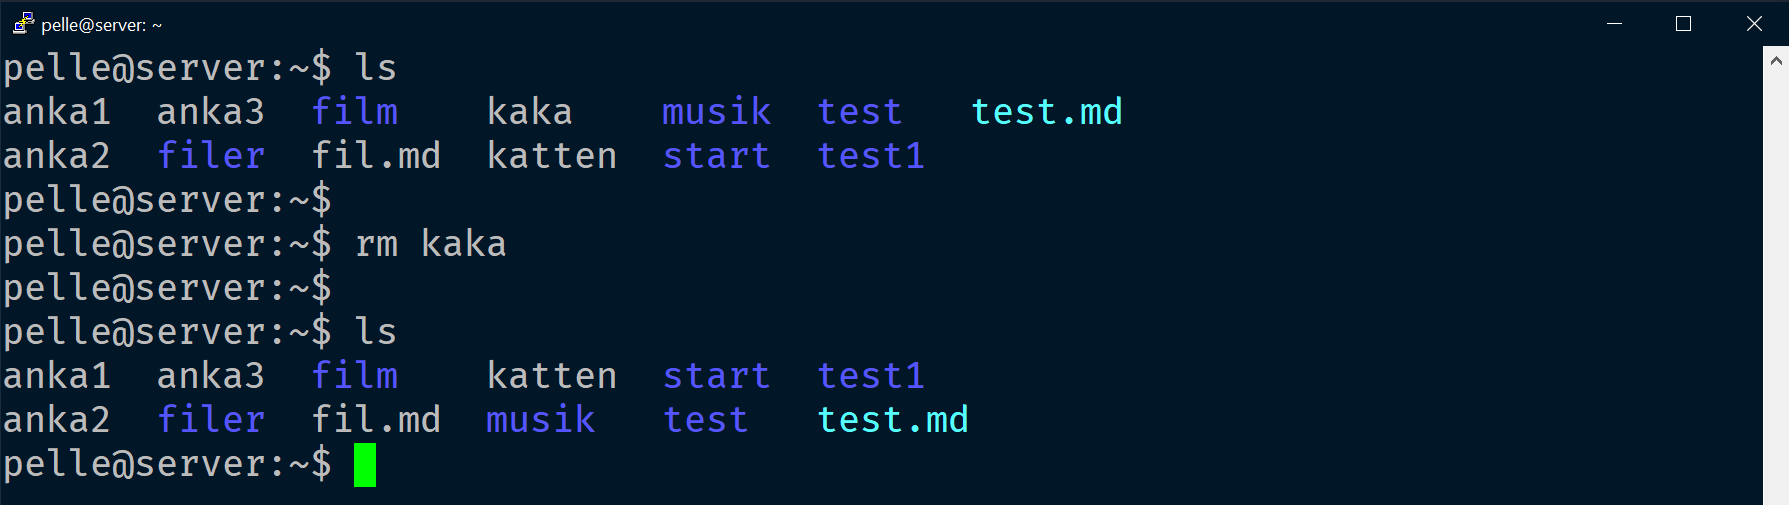 pelle@server: ~
pelle@server:~$ ls
anka1  anka3  film    kaka    musik  test   test.md
anka2  filer  fil.md  katten  start  test1
pelle@server:~$
pelle@server:~$ rm kaka
pelle@server:~$
pelle@server:~$ ls
anka1  anka3  film    katten  start  test1
anka2  filer  fil.md  musik   test   test.md
pelle@server:~$